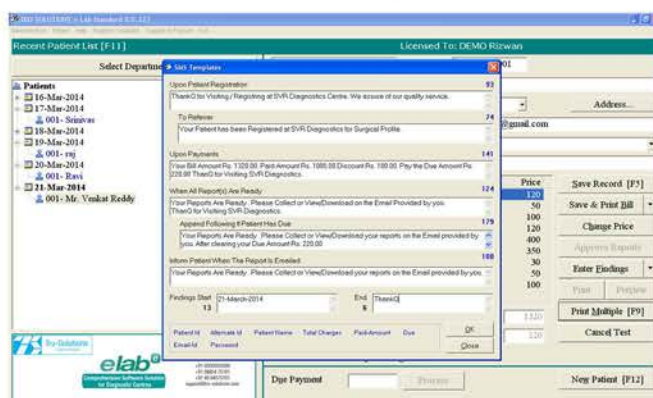 Recent Patient List [F11]
Licensed To: DEMO Rizwan
Select Departme
01
Patients
16-Mar-2014
001- Srinivas
17-Mar-2014
18-Mar-2014
19-Mar-2014
001- raj
20-Mar-2014
001- Ravi
21-Mar-2014
001- Mr. Venkat Reddy
SMS Templates
Upon Patient Registration
93
ThankQ for Visiting / Registring at SVR Diagnostics Centre. We assure of our quality service.
To Referrer
74
Your Patient has been Registered at SVR Diagnostics for Surgical Profile.
Upon Payments
141
Your Bill Amount Rs. 1320.00. Paid Amount Rs. 1000.00 Discount Rs. 100.00. Pay the Due Amount Rs.
220.00 ThanQ for Visiting SVR Diagnostics.
When All Report(s) Are Ready
124
Your Reports Are Ready. Please Collect or View/Download on the Email Provided by you.
ThanQ for Visiting SVR Diagnostics.
Append Following If Patient Has Due
179
Your Reports Are Ready. Please Collect or View/Download your reports on the Email provided by
you. After clearing your Due Amount Rs. 220.00
Inform Patient When The Report Is Emailed
100
Your Reports Are Ready. Please Collect or View/Download your reports on the Email provided by you.
Findings Start
21-March-2014
End
ThankQ
13
6
Patient Id
Alternate Id
Patient Name
Total Charges
Paid-Amount
Due
Email-Id
Password
OK
Close
Address...
@gmail.com
Price
120
50
100
120
400
350
30
50
100
1320
120
Save Record [F5]
Save & Print Bill
Change Price
Approve Reports
Enter Findings
Print
Preview
Print Multiple [F9]
Cancel Test
Due Payment
Process
New Patient [F12]
elab
Comprehensive Software Solution
for Diagnostic Centres